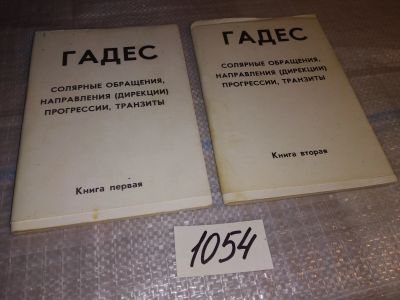 ГАДЕС
СОЛЯРНЫЕ ОБРАЩЕНИЯ,
НАПРАВЛЕНИЯ (ДИРЕКЦИИ)
ПРОГРЕССИИ, ТРАНЗИТЫ
Книга первая
ГАДЕС
СОЛЯРНЫЕ ОБРАЩЕНИЯ,
НАПРАВЛЕНИЯ (ДИРЕКЦИИ)
ПРОГРЕССИИ, ТРАНЗИТЫ
Книга вторая
1054